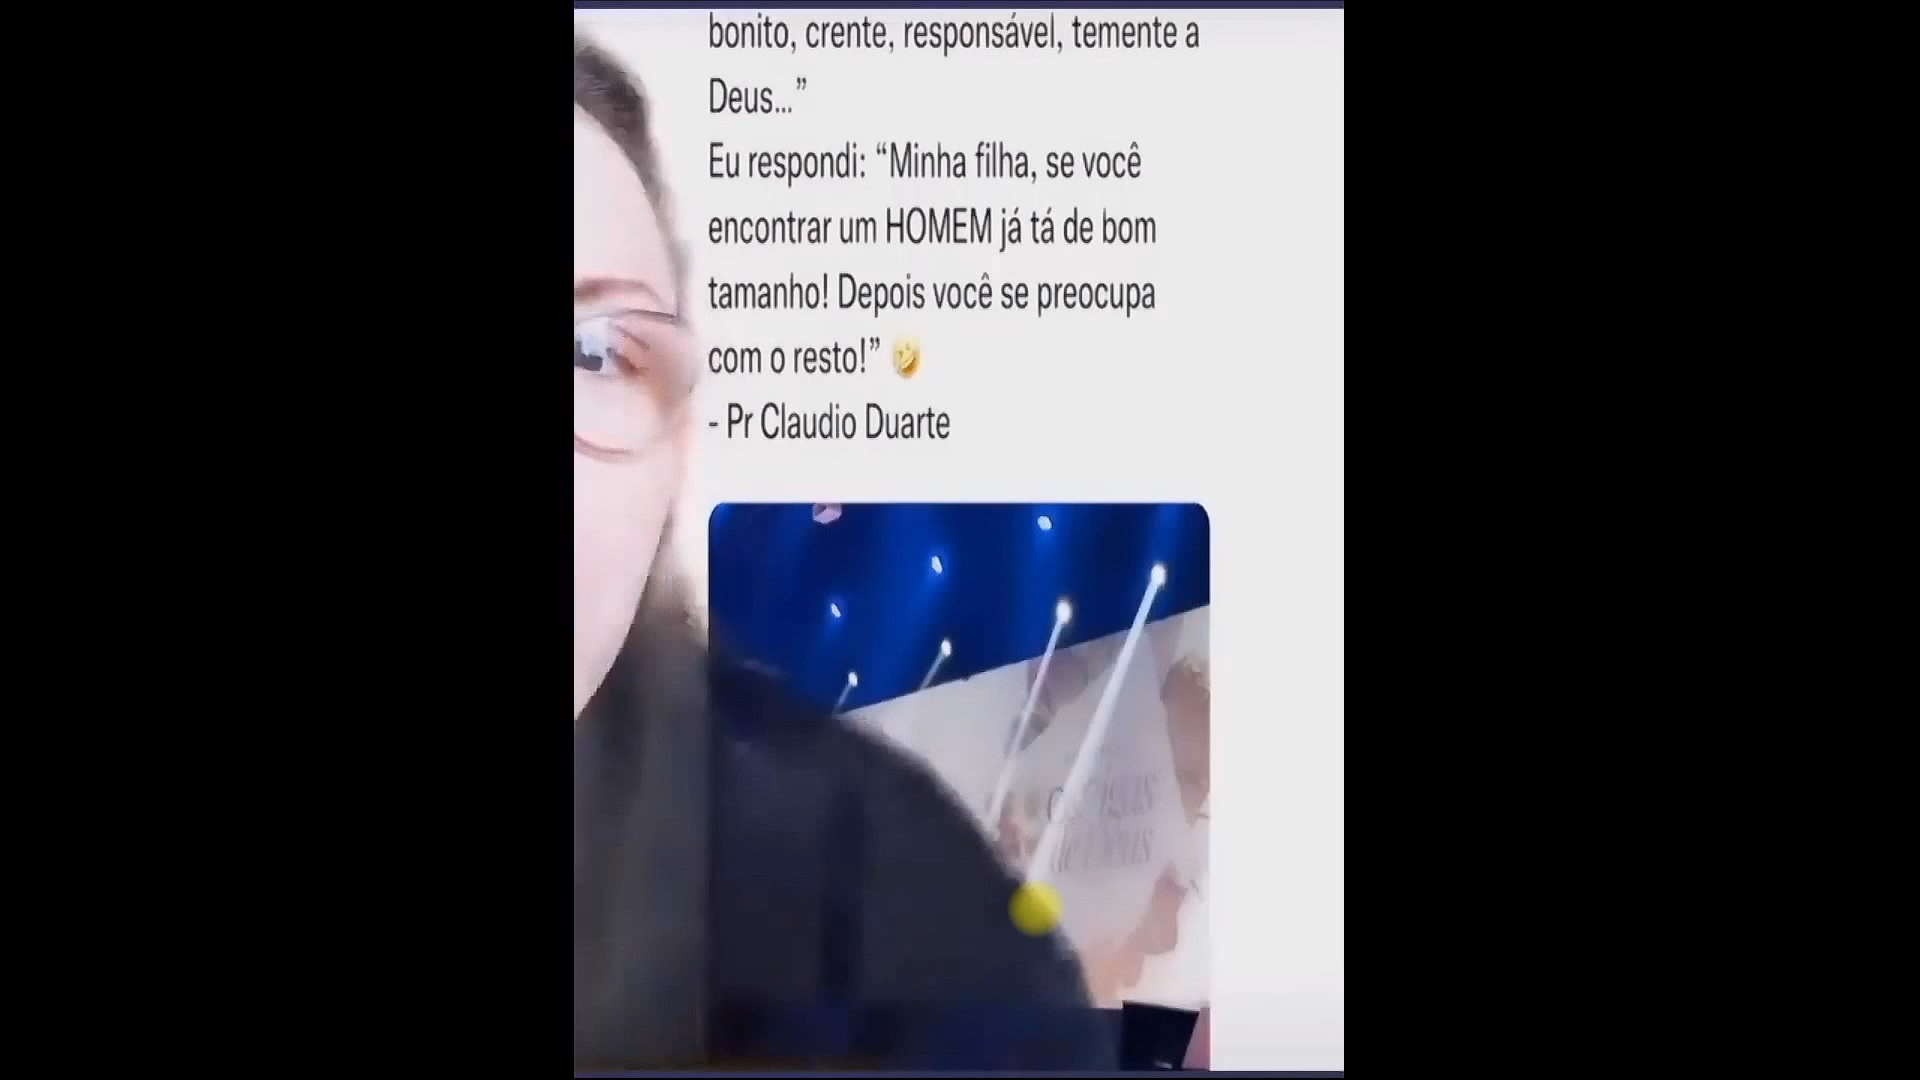 bonito, crente, responsável, temente a
Deus...”
Eu respondi: “Minha filha, se você
encontrar um HOMEM já tá de bom
tamanho! Depois você se preocupa
com o resto!” 🤣
- Pr Claudio Duarte